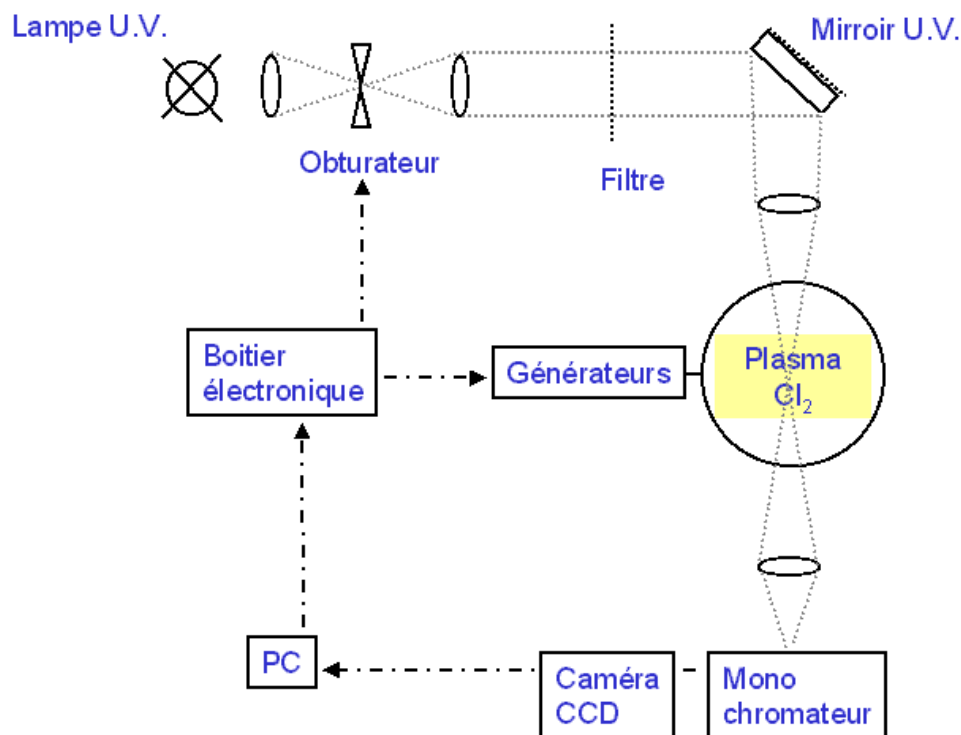 Lampe U.V.
Mirroir U.V.
Obturateur
Filtre
Boitier
électronique
Générateurs
Plasma
Cl₂
PC
Caméra
CCD
Mono
chromateur